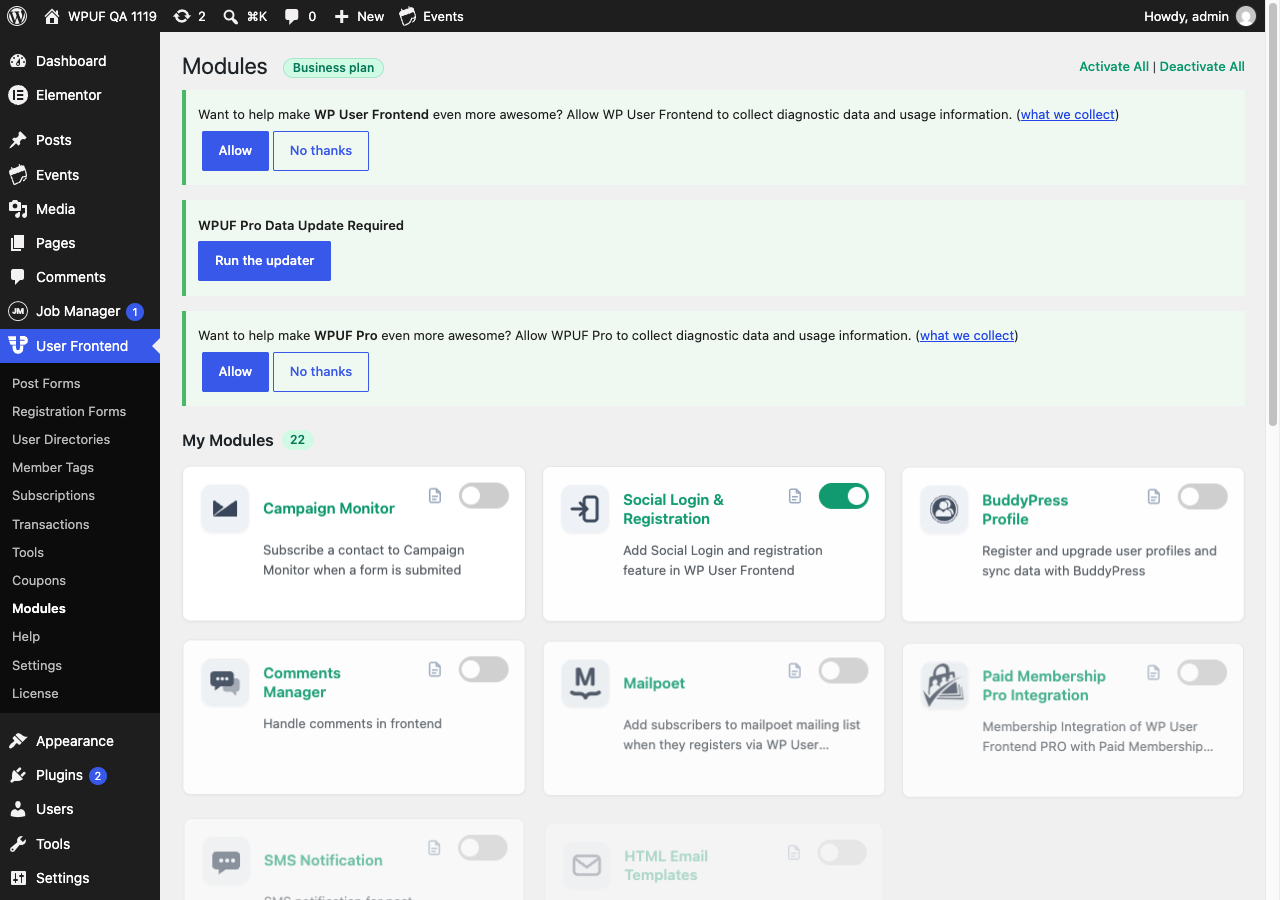 WPUF QA 1119
2
⌘K
0
New
Events
Howdy, admin
Dashboard
Elementor
Posts
Events
Media
Pages
Comments
JM
Job Manager 1
User Frontend
Post Forms
Registration Forms
User Directories
Member Tags
Subscriptions
Transactions
Tools
Coupons
Modules
Help
Settings
License
Appearance
Plugins 2
Users
Tools
Settings
Modules
Business plan
Activate All | Deactivate All
Want to help make WP User Frontend even more awesome? Allow WP User Frontend to collect diagnostic data and usage information. (what we collect)
Allow
No thanks
WPUF Pro Data Update Required
Run the updater
Want to help make WPUF Pro even more awesome? Allow WPUF Pro to collect diagnostic data and usage information. (what we collect)
Allow
No thanks
My Modules 22
Campaign Monitor
Subscribe a contact to Campaign
Monitor when a form is submited
Social Login &
Registration
Add Social Login and registration
feature in WP User Frontend
BuddyPress
Profile
Register and upgrade user profiles and
sync data with BuddyPress
Comments
Manager
Handle comments in frontend
M
Mailpoet
Add subscribers to mailpoet mailing list
when they registers via WP User...
Paid Membership
Pro Integration
Membership Integration of WP User
Frontend PRO with Paid Membership...
SMS Notification
SMS notification for post
HTML Email
Templates